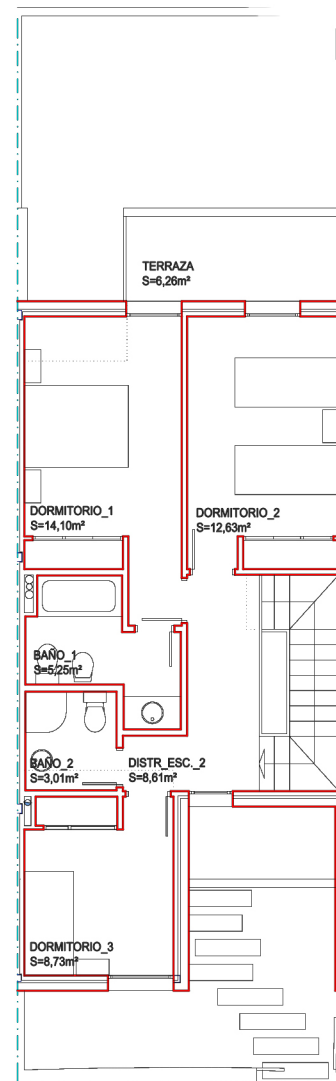 TERRAZA
S=6,26m²
DORMITORIO_1
S=14,10m²
DORMITORIO_2
S=12,63m²
BAÑO_1
S=5,25m²
BAÑO_2
S=3,01m²
DISTR_ESC._2
S=8,61m²
DORMITORIO_3
S=8,73m²